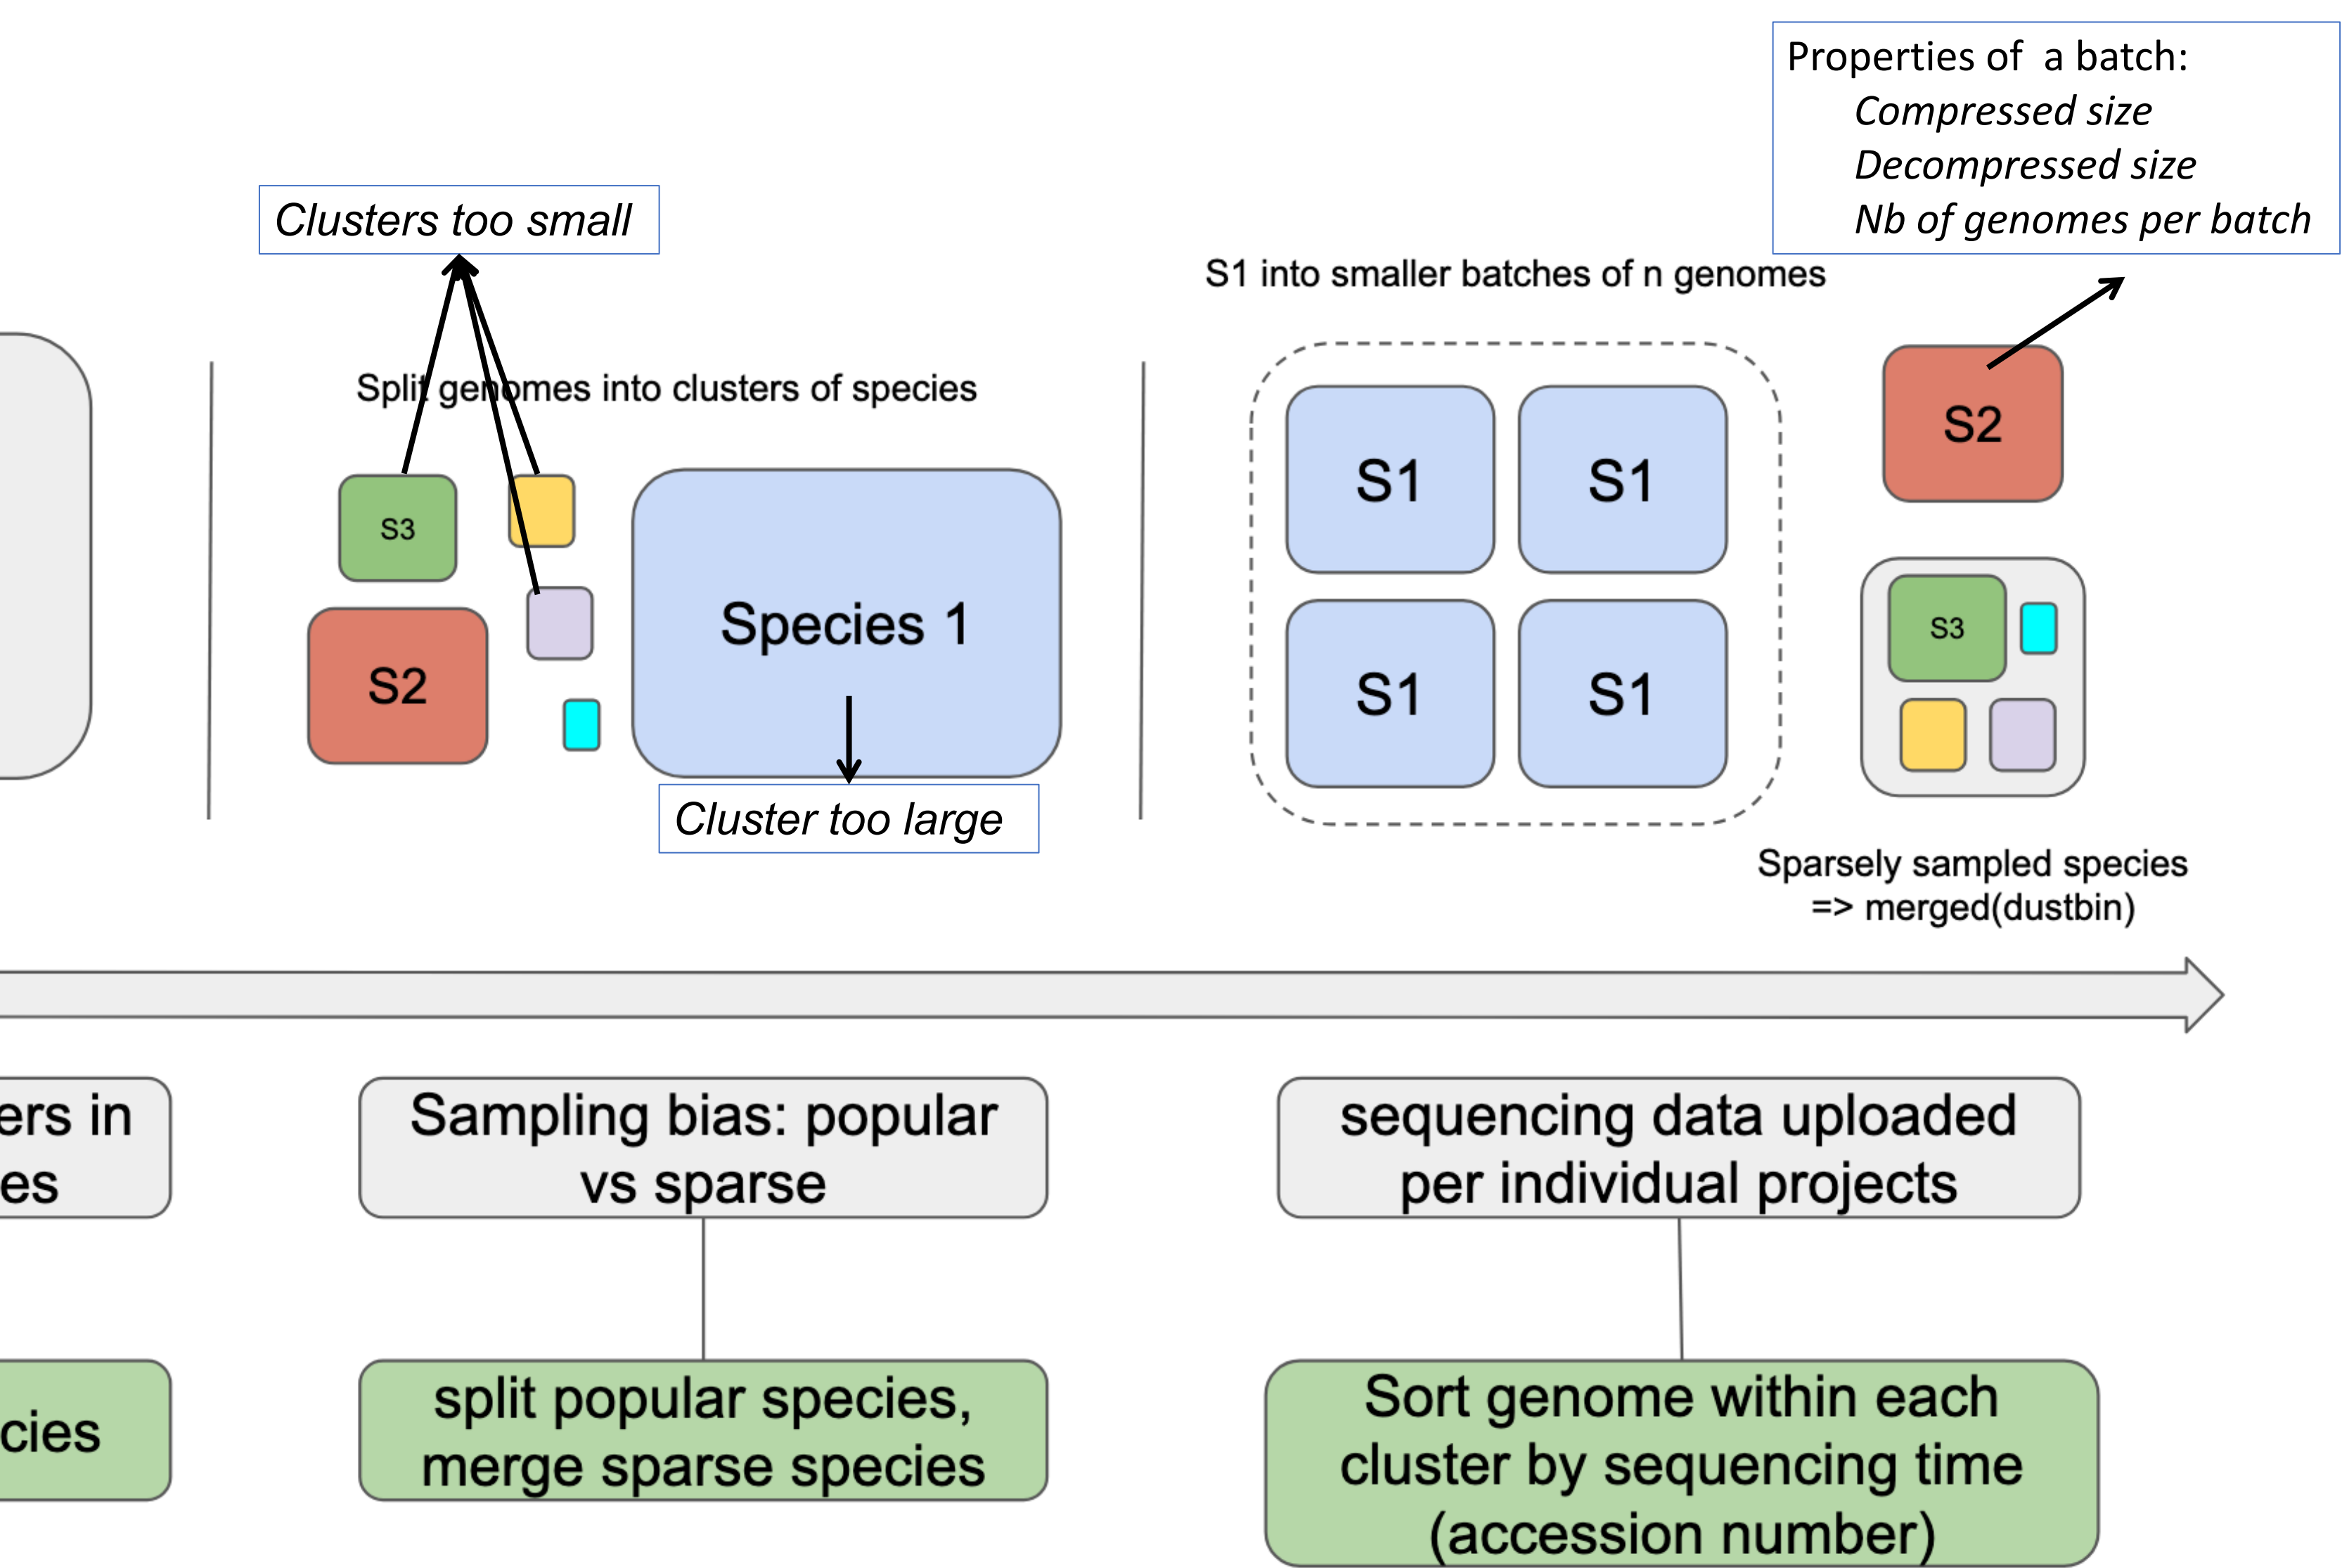 Properties of a batch:
Compressed size
Decompressed size
Nb of genomes per batch
Clusters too small
S1 into smaller batches of n genomes
Split genomes into clusters of species
S3
S2
Species 1
Cluster too large
S1
S1
S1
S1
S2
S3
Sparsely sampled species
=> merged(dustbin)
ers in
es
Sampling bias: popular
vs sparse
sequencing data uploaded
per individual projects
cies
split popular species,
merge sparse species
Sort genome within each
cluster by sequencing time
(accession number)